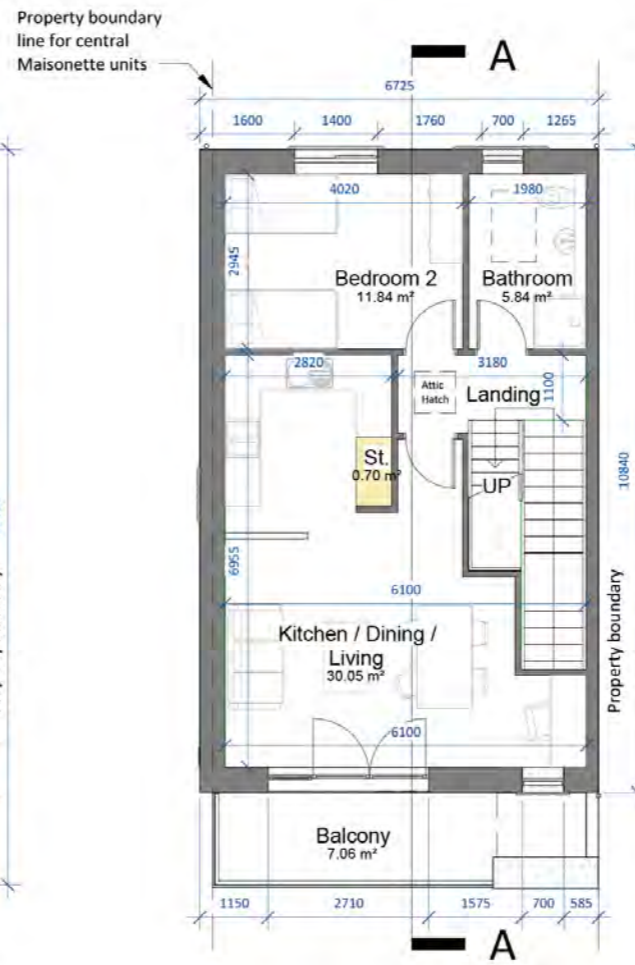 Property boundary
line for central
Maisonette units
A
6725
1600
1400
1760
700
1265
4020
1980
2945
Bedroom 2
11.84 m²
Bathroom
5.84 m²
2820
3180
Attic
Hatch
Landing
1100
St.
0.70 m²
UP
10840
6955
6100
Kitchen / Dining /
Living
30.05 m²
Property boundary
6100
Balcony
7.06 m²
1150
2710
1575
700
585
A